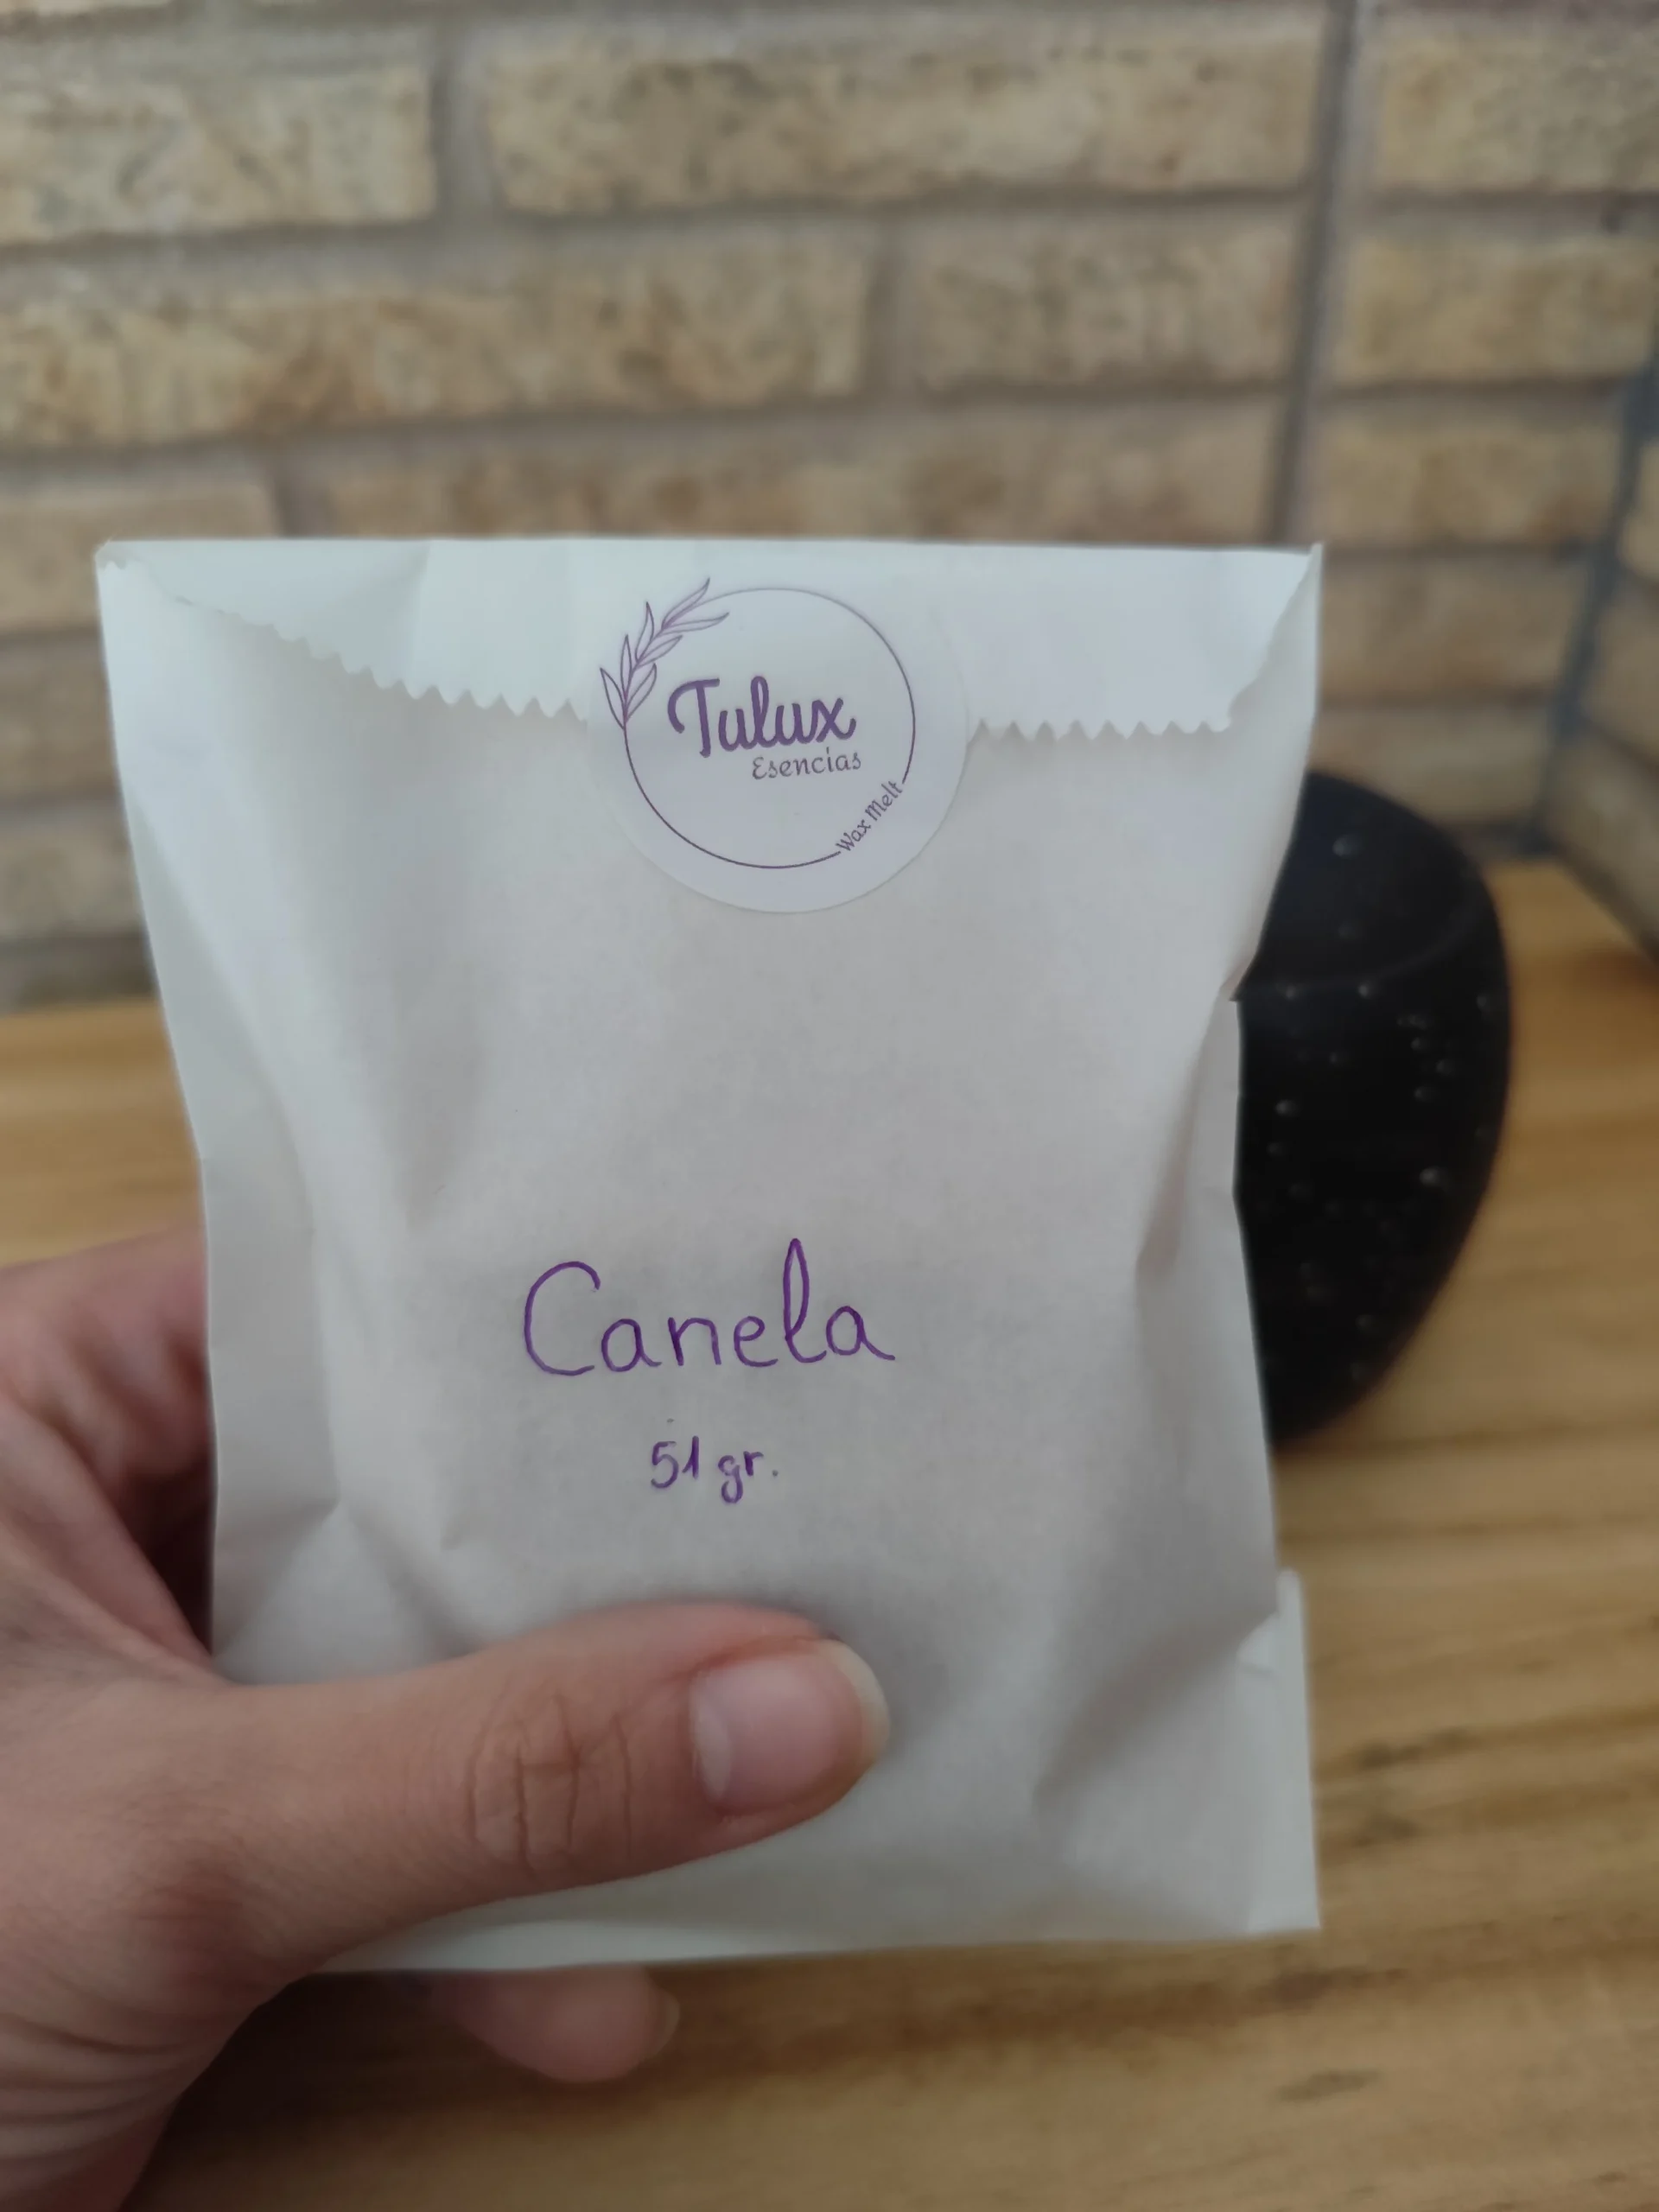 Tulux
Esencias
Wax Melt
Canela
51 gr.